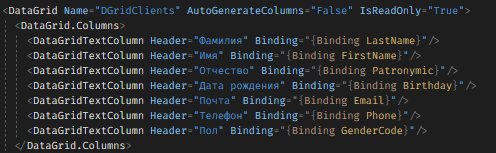 <DataGrid Name="DGridClients" AutoGenerateColumns="False" IsReadOnly="True">
<DataGrid.Columns>
<DataGridTextColumn Header="Фамилия" Binding="{Binding LastName}"/>
<DataGridTextColumn Header="Имя" Binding="{Binding FirstName}"/>
<DataGridTextColumn Header="Отчество" Binding="{Binding Patronymic}"/>
<DataGridTextColumn Header="Дата рождения" Binding="{Binding Birthday}"/>
<DataGridTextColumn Header="Почта" Binding="{Binding Email}"/>
<DataGridTextColumn Header="Телефон" Binding="{Binding Phone}"/>
<DataGridTextColumn Header="Пол" Binding="{Binding GenderCode}"/>
</DataGrid.Columns>